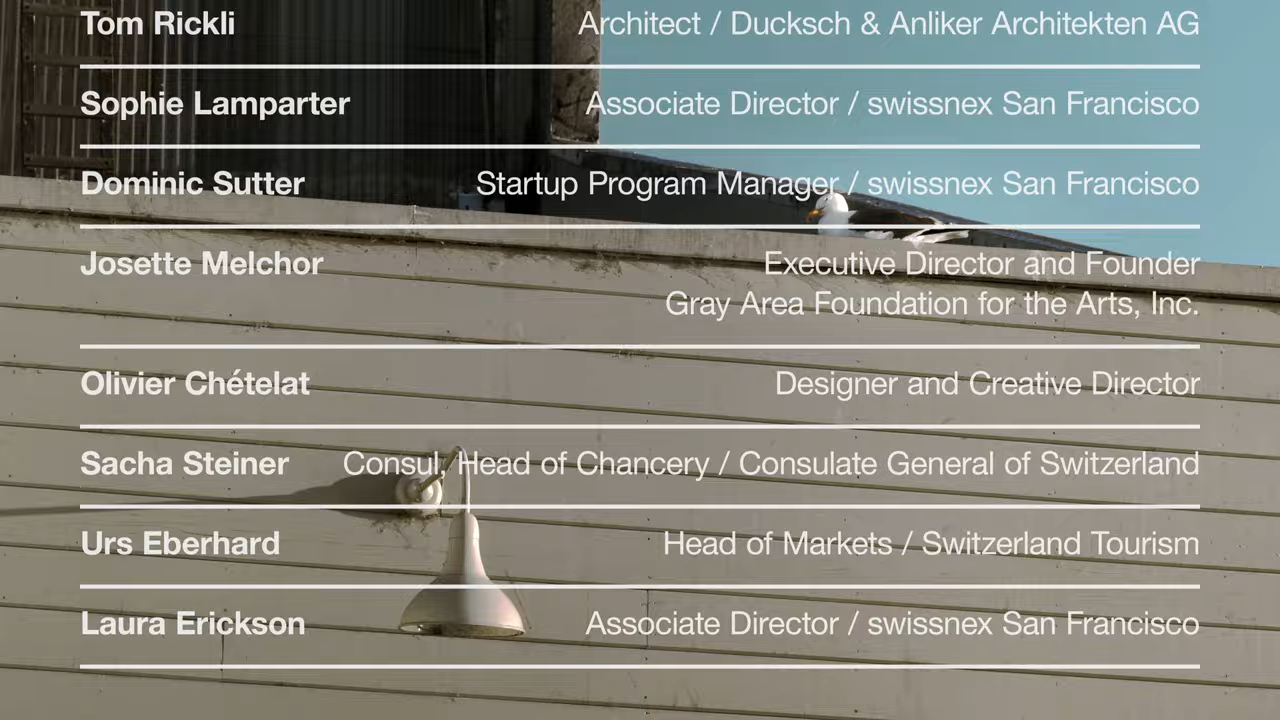 Tom Rickli Architect / Ducksch & Anliker Architekten AG
Sophie Lamparter Associate Director / swissnex San Francisco
Dominic Sutter Startup Program Manager / swissnex San Francisco
Josette Melchor Executive Director and Founder
Gray Area Foundation for the Arts, Inc.
Olivier Chételat Designer and Creative Director
Sacha Steiner Consul, Head of Chancery / Consulate General of Switzerland
Urs Eberhard Head of Markets / Switzerland Tourism
Laura Erickson Associate Director / swissnex San Francisco